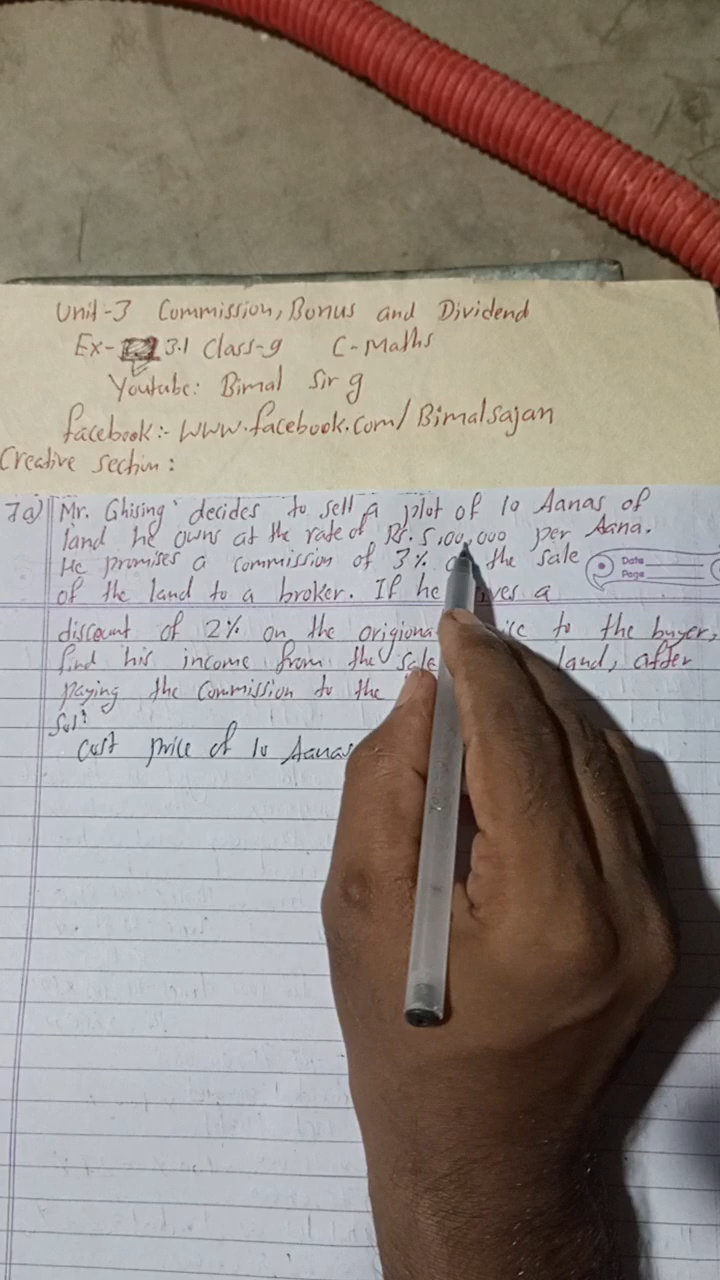 Unit-3 Commission, Bonus and Dividend
Ex- 3.1 Class-9 C-Maths
Youtube: Bimal Sir g
facebook:- www.facebook.com/Bimalsajan
Creative section:
7a) Mr. Ghising decides to sell a plot of 10 Aanas of
land he owns at the rate of Rs. 5,00,000 per Aana.
He promises a commission of 3% the sale
Date
Page
of the land to a broker. If he a
discount of 2% on the to the buyer,
find his income from the sale land, after
paying the commission to the
Sol:
Cost price of 10 Aanas